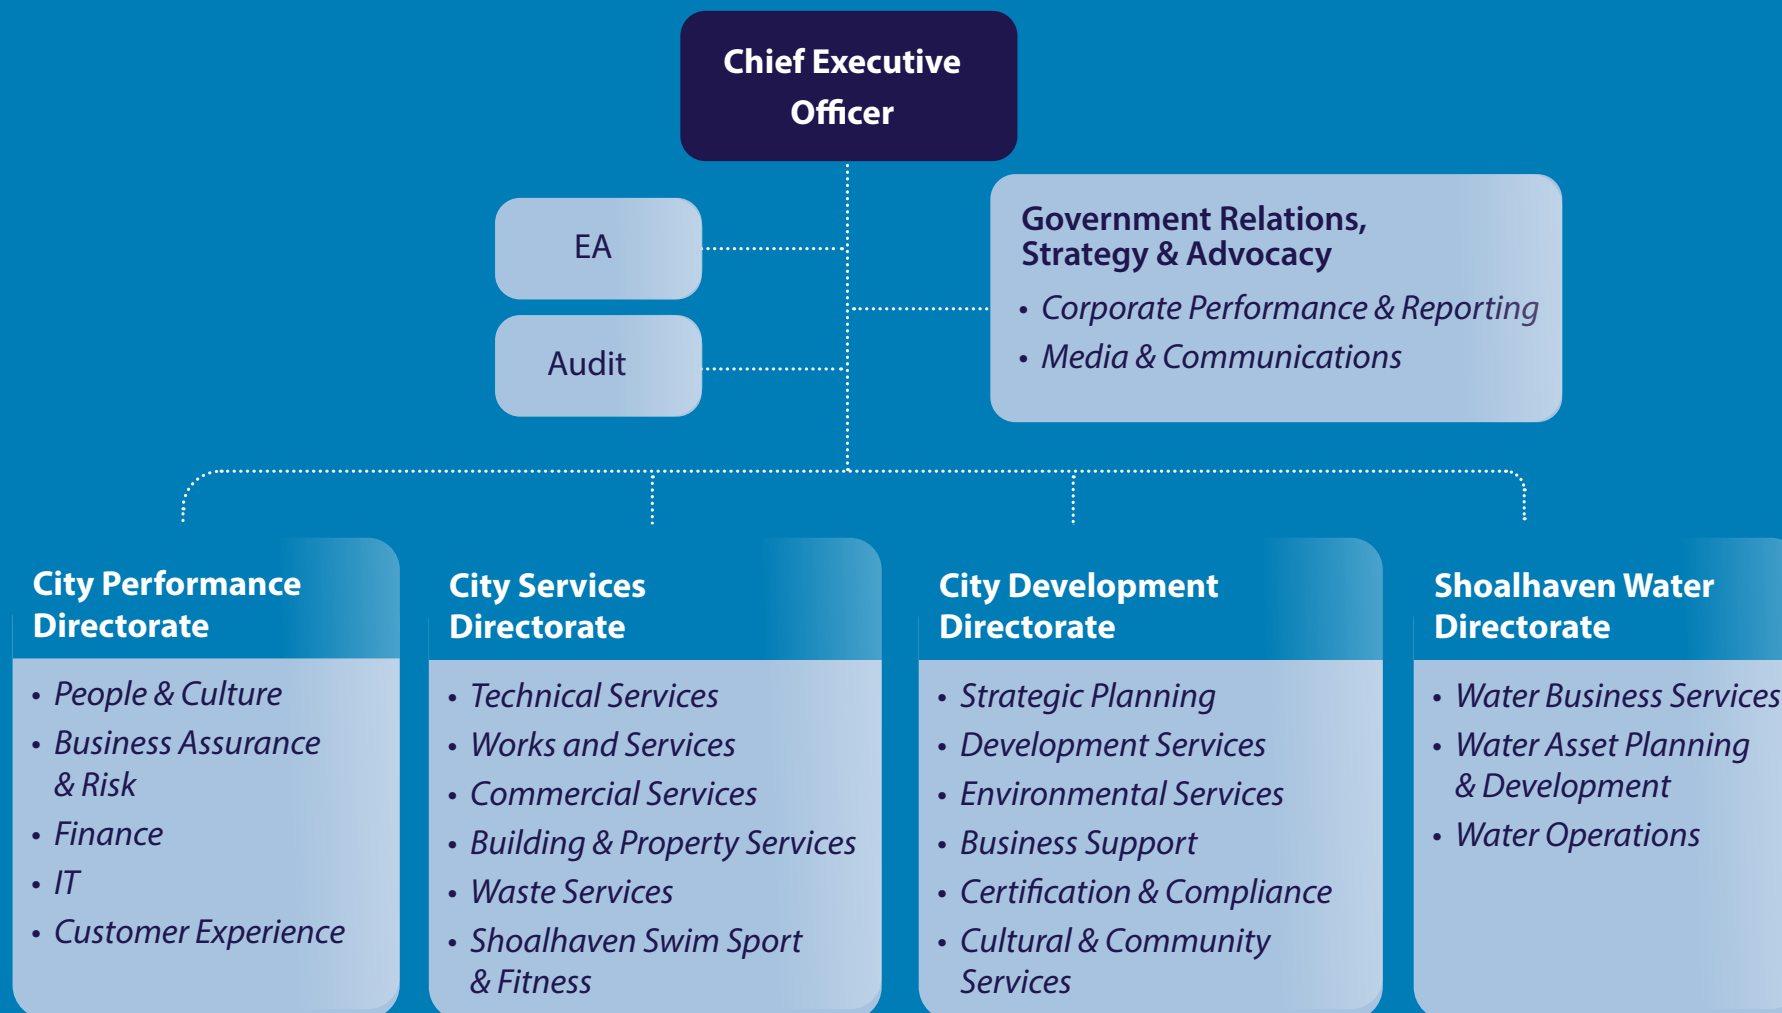 Chief Executive
Officer
EA
Audit
Government Relations,
Strategy & Advocacy
• Corporate Performance & Reporting
• Media & Communications
City Performance
Directorate
• People & Culture
• Business Assurance
& Risk
• Finance
• IT
• Customer Experience
City Services
Directorate
• Technical Services
• Works and Services
• Commercial Services
• Building & Property Services
• Waste Services
• Shoalhaven Swim Sport
& Fitness
City Development
Directorate
• Strategic Planning
• Development Services
• Environmental Services
• Business Support
• Certification & Compliance
• Cultural & Community
Services
Shoalhaven Water
Directorate
• Water Business Services
• Water Asset Planning
& Development
• Water Operations